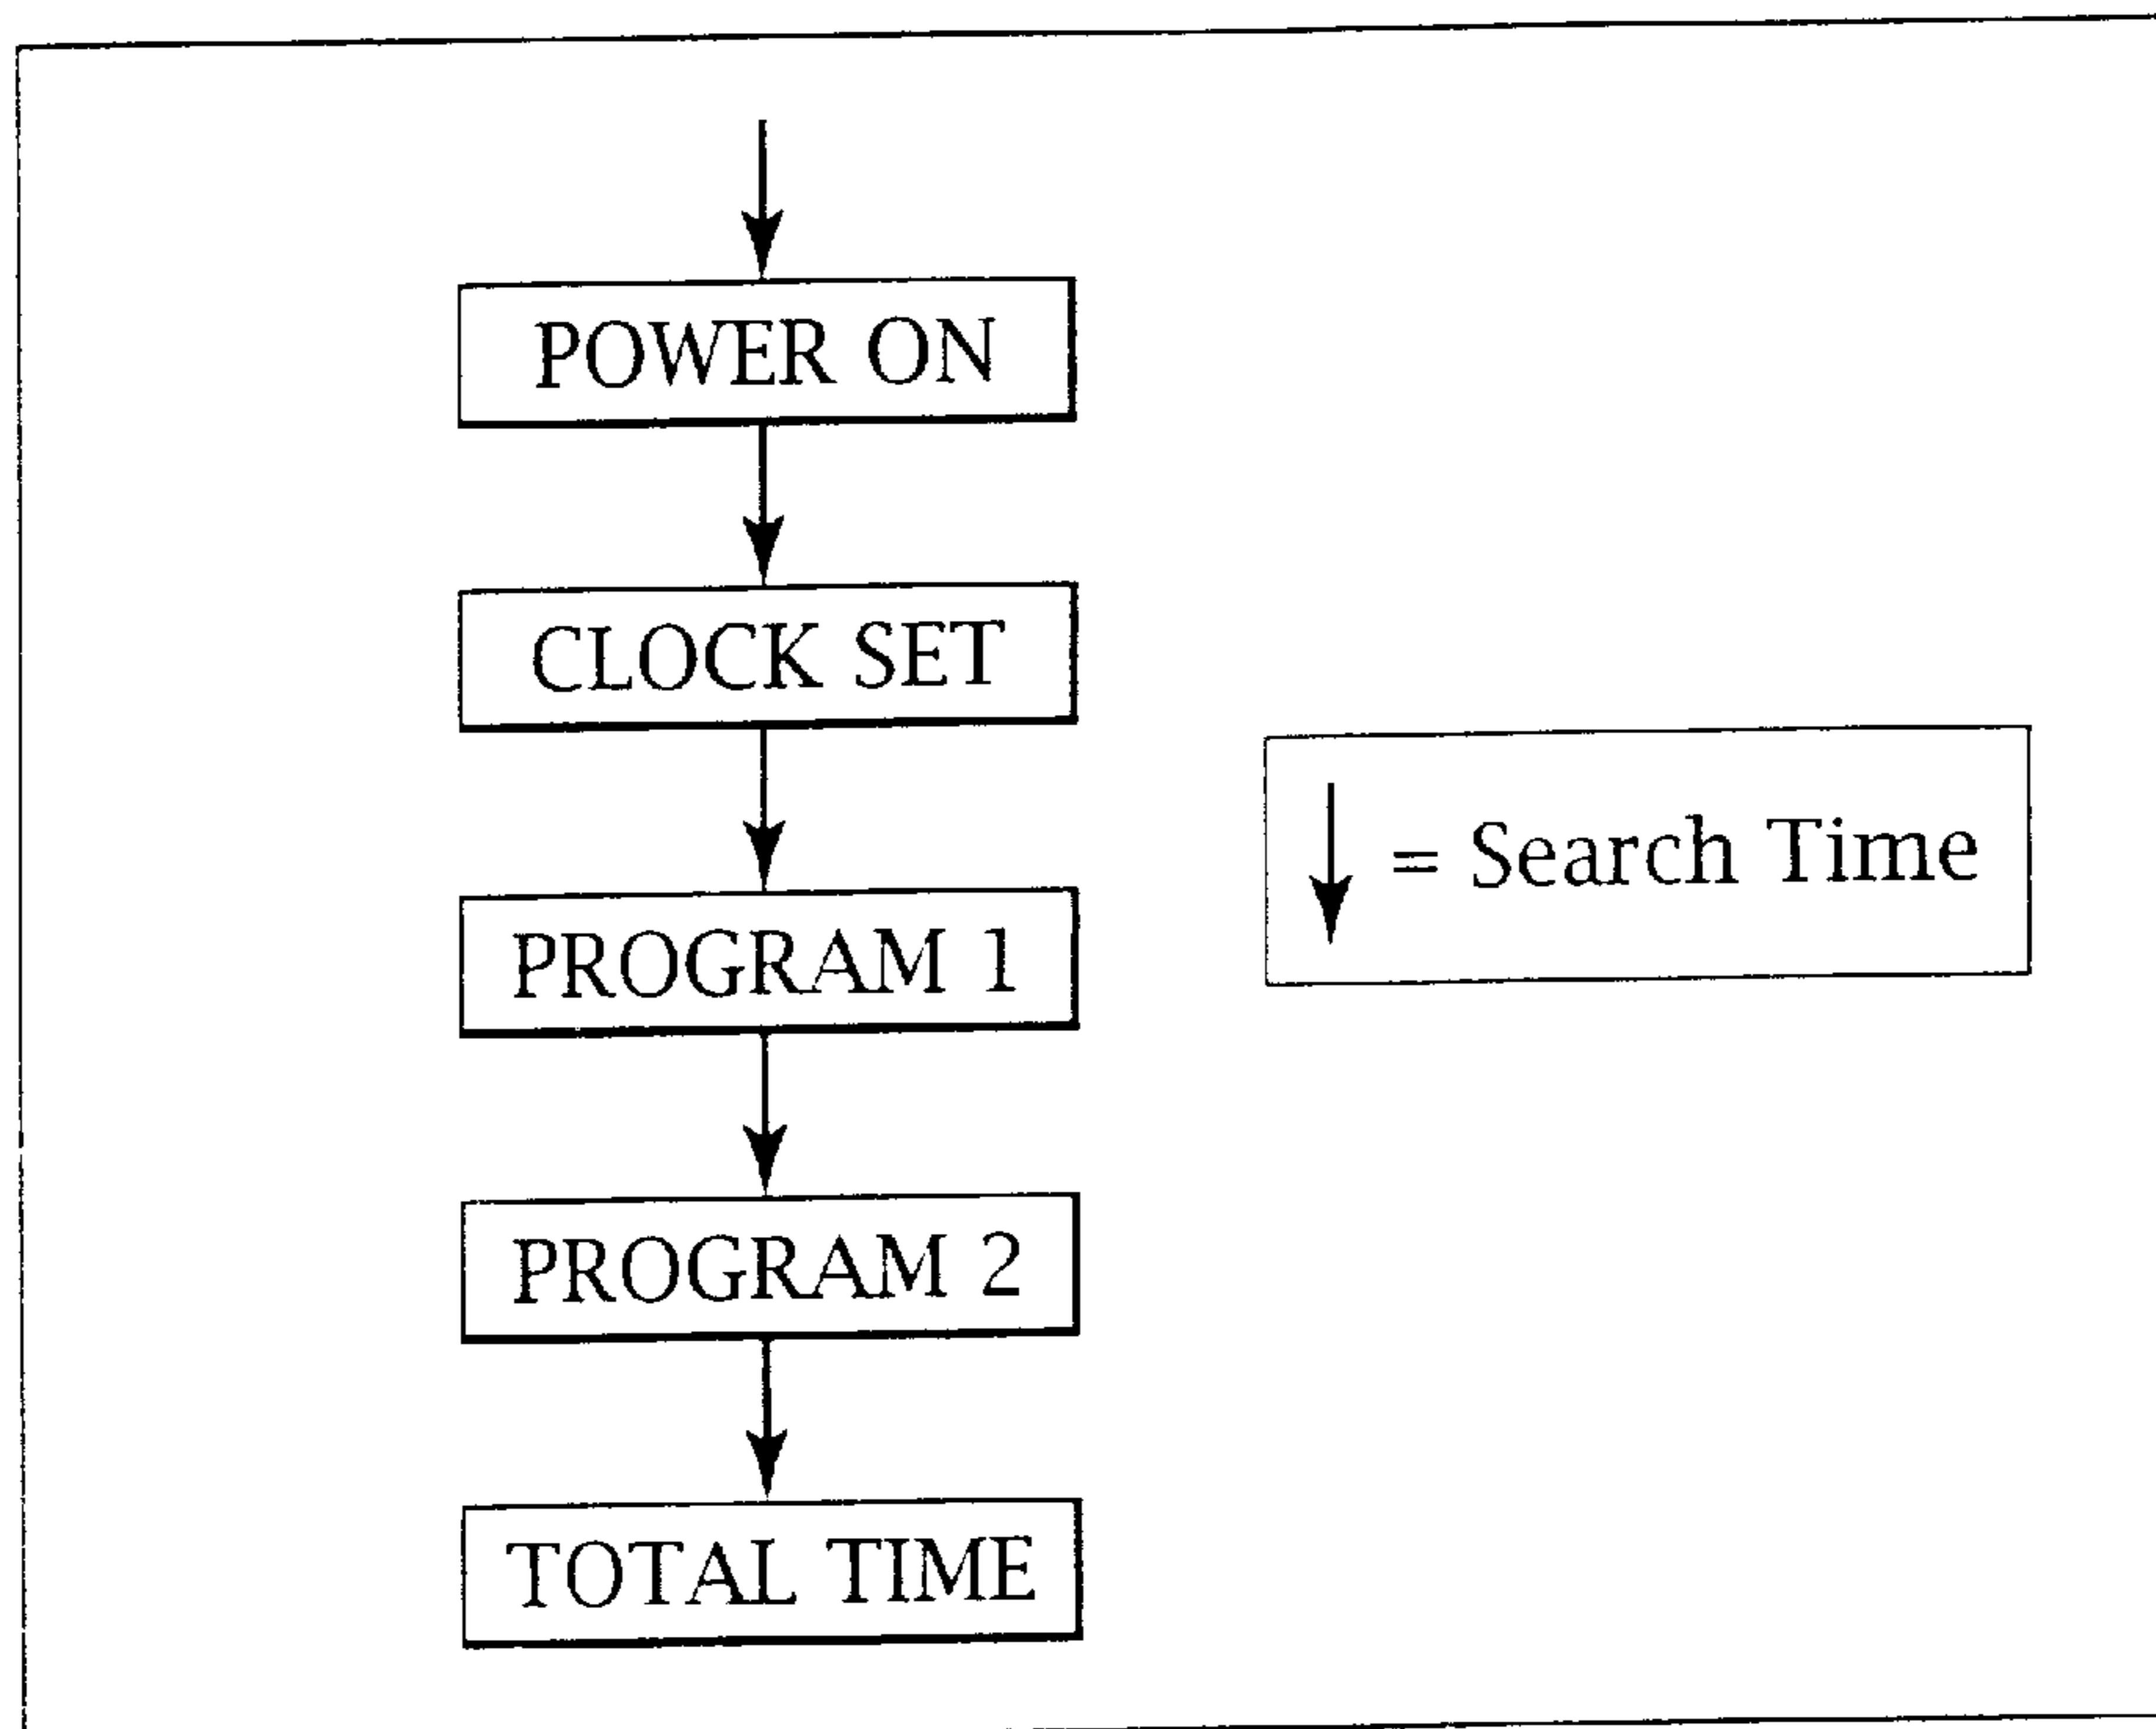 POWER ON
CLOCK SET
PROGRAM 1
= Search Time
PROGRAM 2
TOTAL TIME